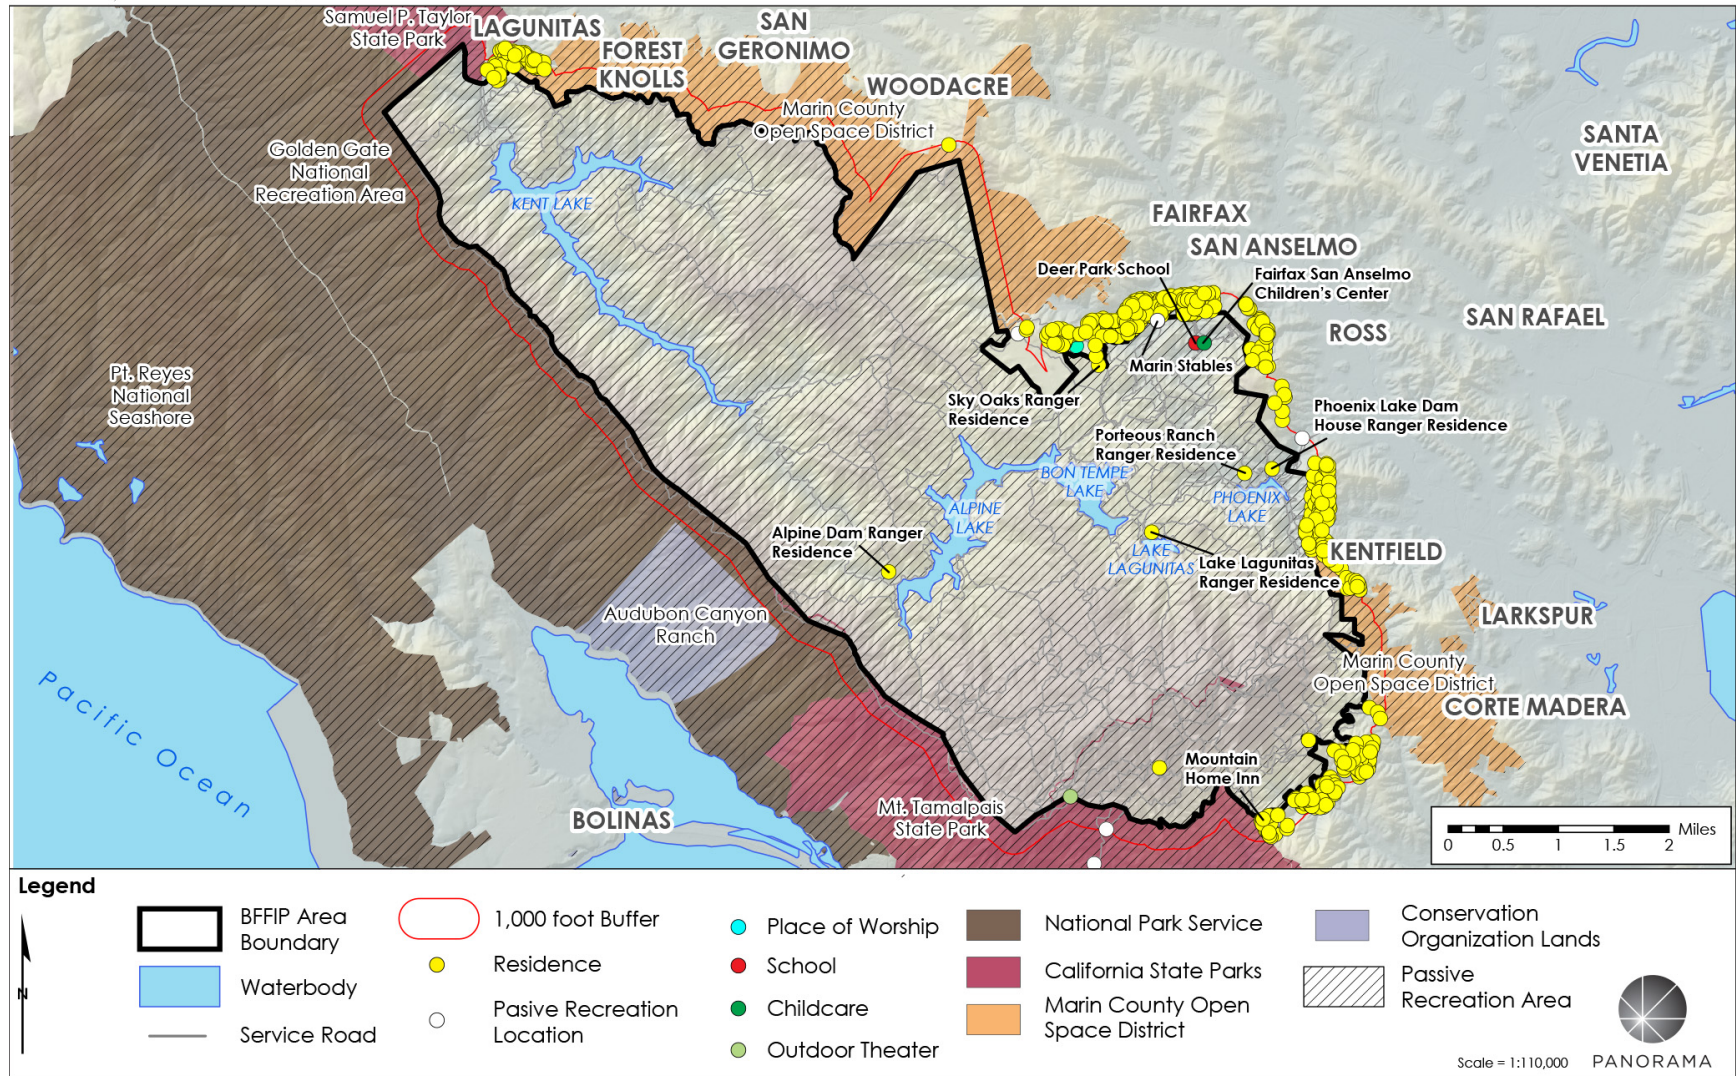 Samuel P. Taylor
State Park
LAGUNITAS
FOREST
KNOLLS
SAN
GERONIMO
WOODACRE
Marin County
Open Space District
SANTA
VENETIA
Golden Gate
National
Recreation Area
KENT LAKE
FAIRFAX
SAN ANSELMO
Deer Park School
Fairfax San Anselmo
Children's Center
SAN RAFAEL
ROSS
Pt. Reyes
National
Seashore
Marin Stables
Sky Oaks Ranger
Residence
Phoenix Lake Dam
House Ranger Residence
Porteous Ranch
Ranger Residence
BON TEMPE
LAKE
PHOENIX
LAKE
ALPINE
LAKE
Alpine Dam Ranger
Residence
LAKE
LAGUNITAS
Lake Lagunitas
Ranger Residence
KENTFIELD
Audubon Canyon
Ranch
LARKSPUR
Marin County
Open Space District
CORTE MADERA
Pacific Ocean
Mountain
Home Inn
Mt. Tamalpais
State Park
BOLINAS
Miles
0 0.5 1 1.5 2
Legend
N
BFFIP Area
Boundary
Waterbody
Service Road
1,000 foot Buffer
Residence
Pasive Recreation
Location
Place of Worship
School
Childcare
Outdoor Theater
National Park Service
California State Parks
Marin County Open
Space District
Conservation
Organization Lands
Passive
Recreation Area
Scale = 1:110,000
PANORAMA